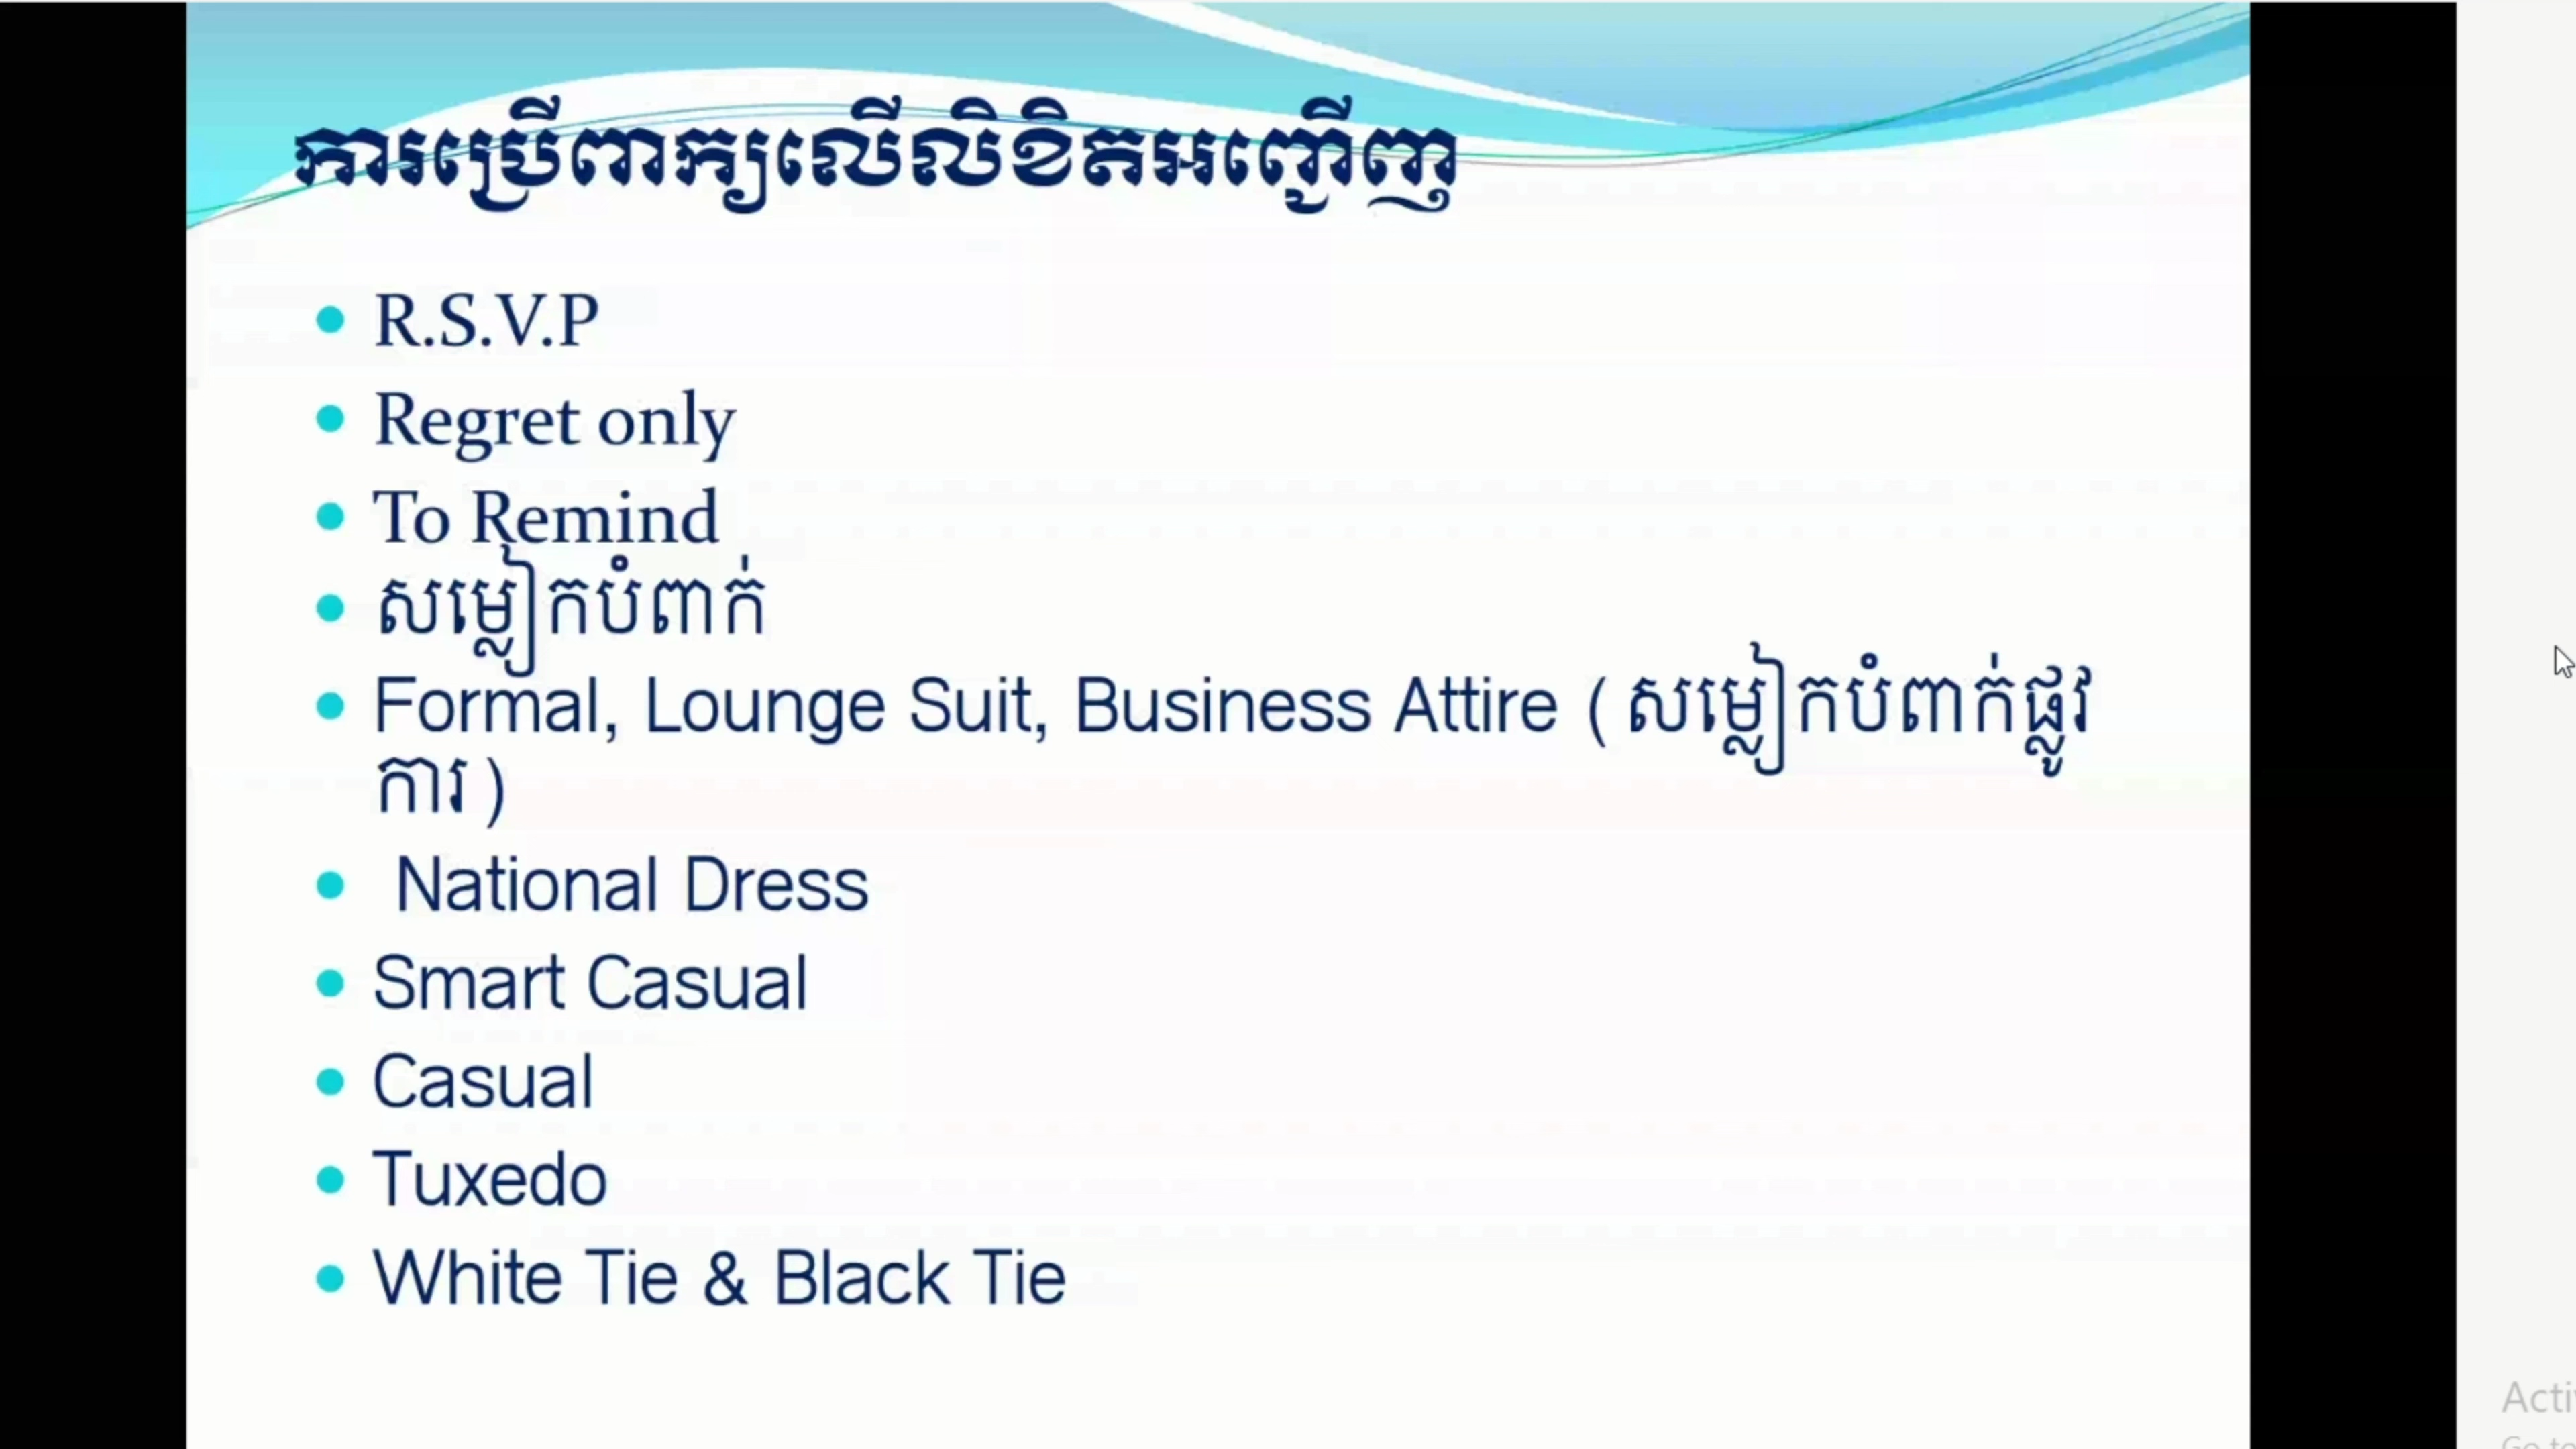 ការប្រើពាក្យលើលិខិតអញ្ជើញ
• R.S.V.P
• Regret only
• To Remind
• សម្លៀកបំពាក់
• Formal, Lounge Suit, Business Attire (សម្លៀកបំពាក់ផ្លូវ
ការ)
• National Dress
• Smart Casual
• Casual
• Tuxedo
• White Tie & Black Tie